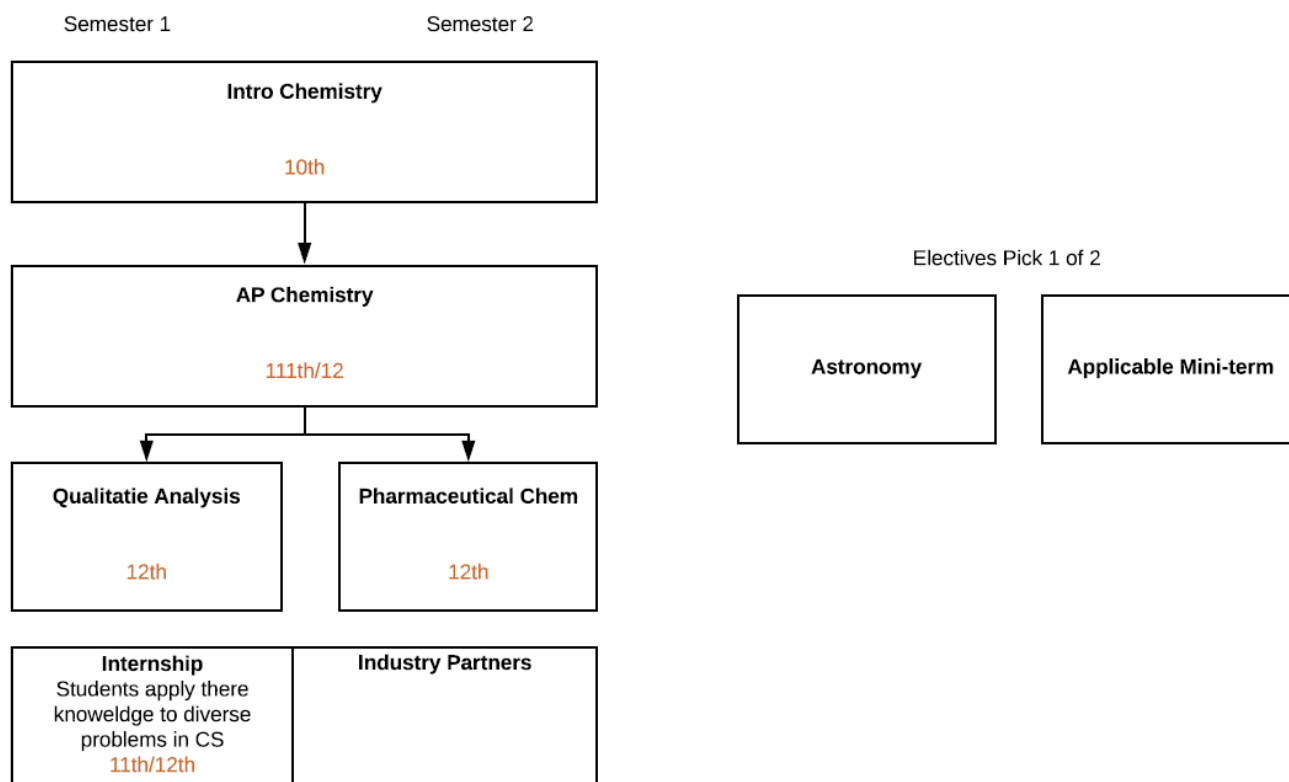 Semester 1
Semester 2
Intro Chemistry
10th
AP Chemistry
111th/12
Electives Pick 1 of 2
Astronomy
Applicable Mini-term
Qualitatie Analysis
12th
Pharmaceutical Chem
12th
Internship
Students apply there
knoweldge to diverse
problems in CS
11th/12th
Industry Partners